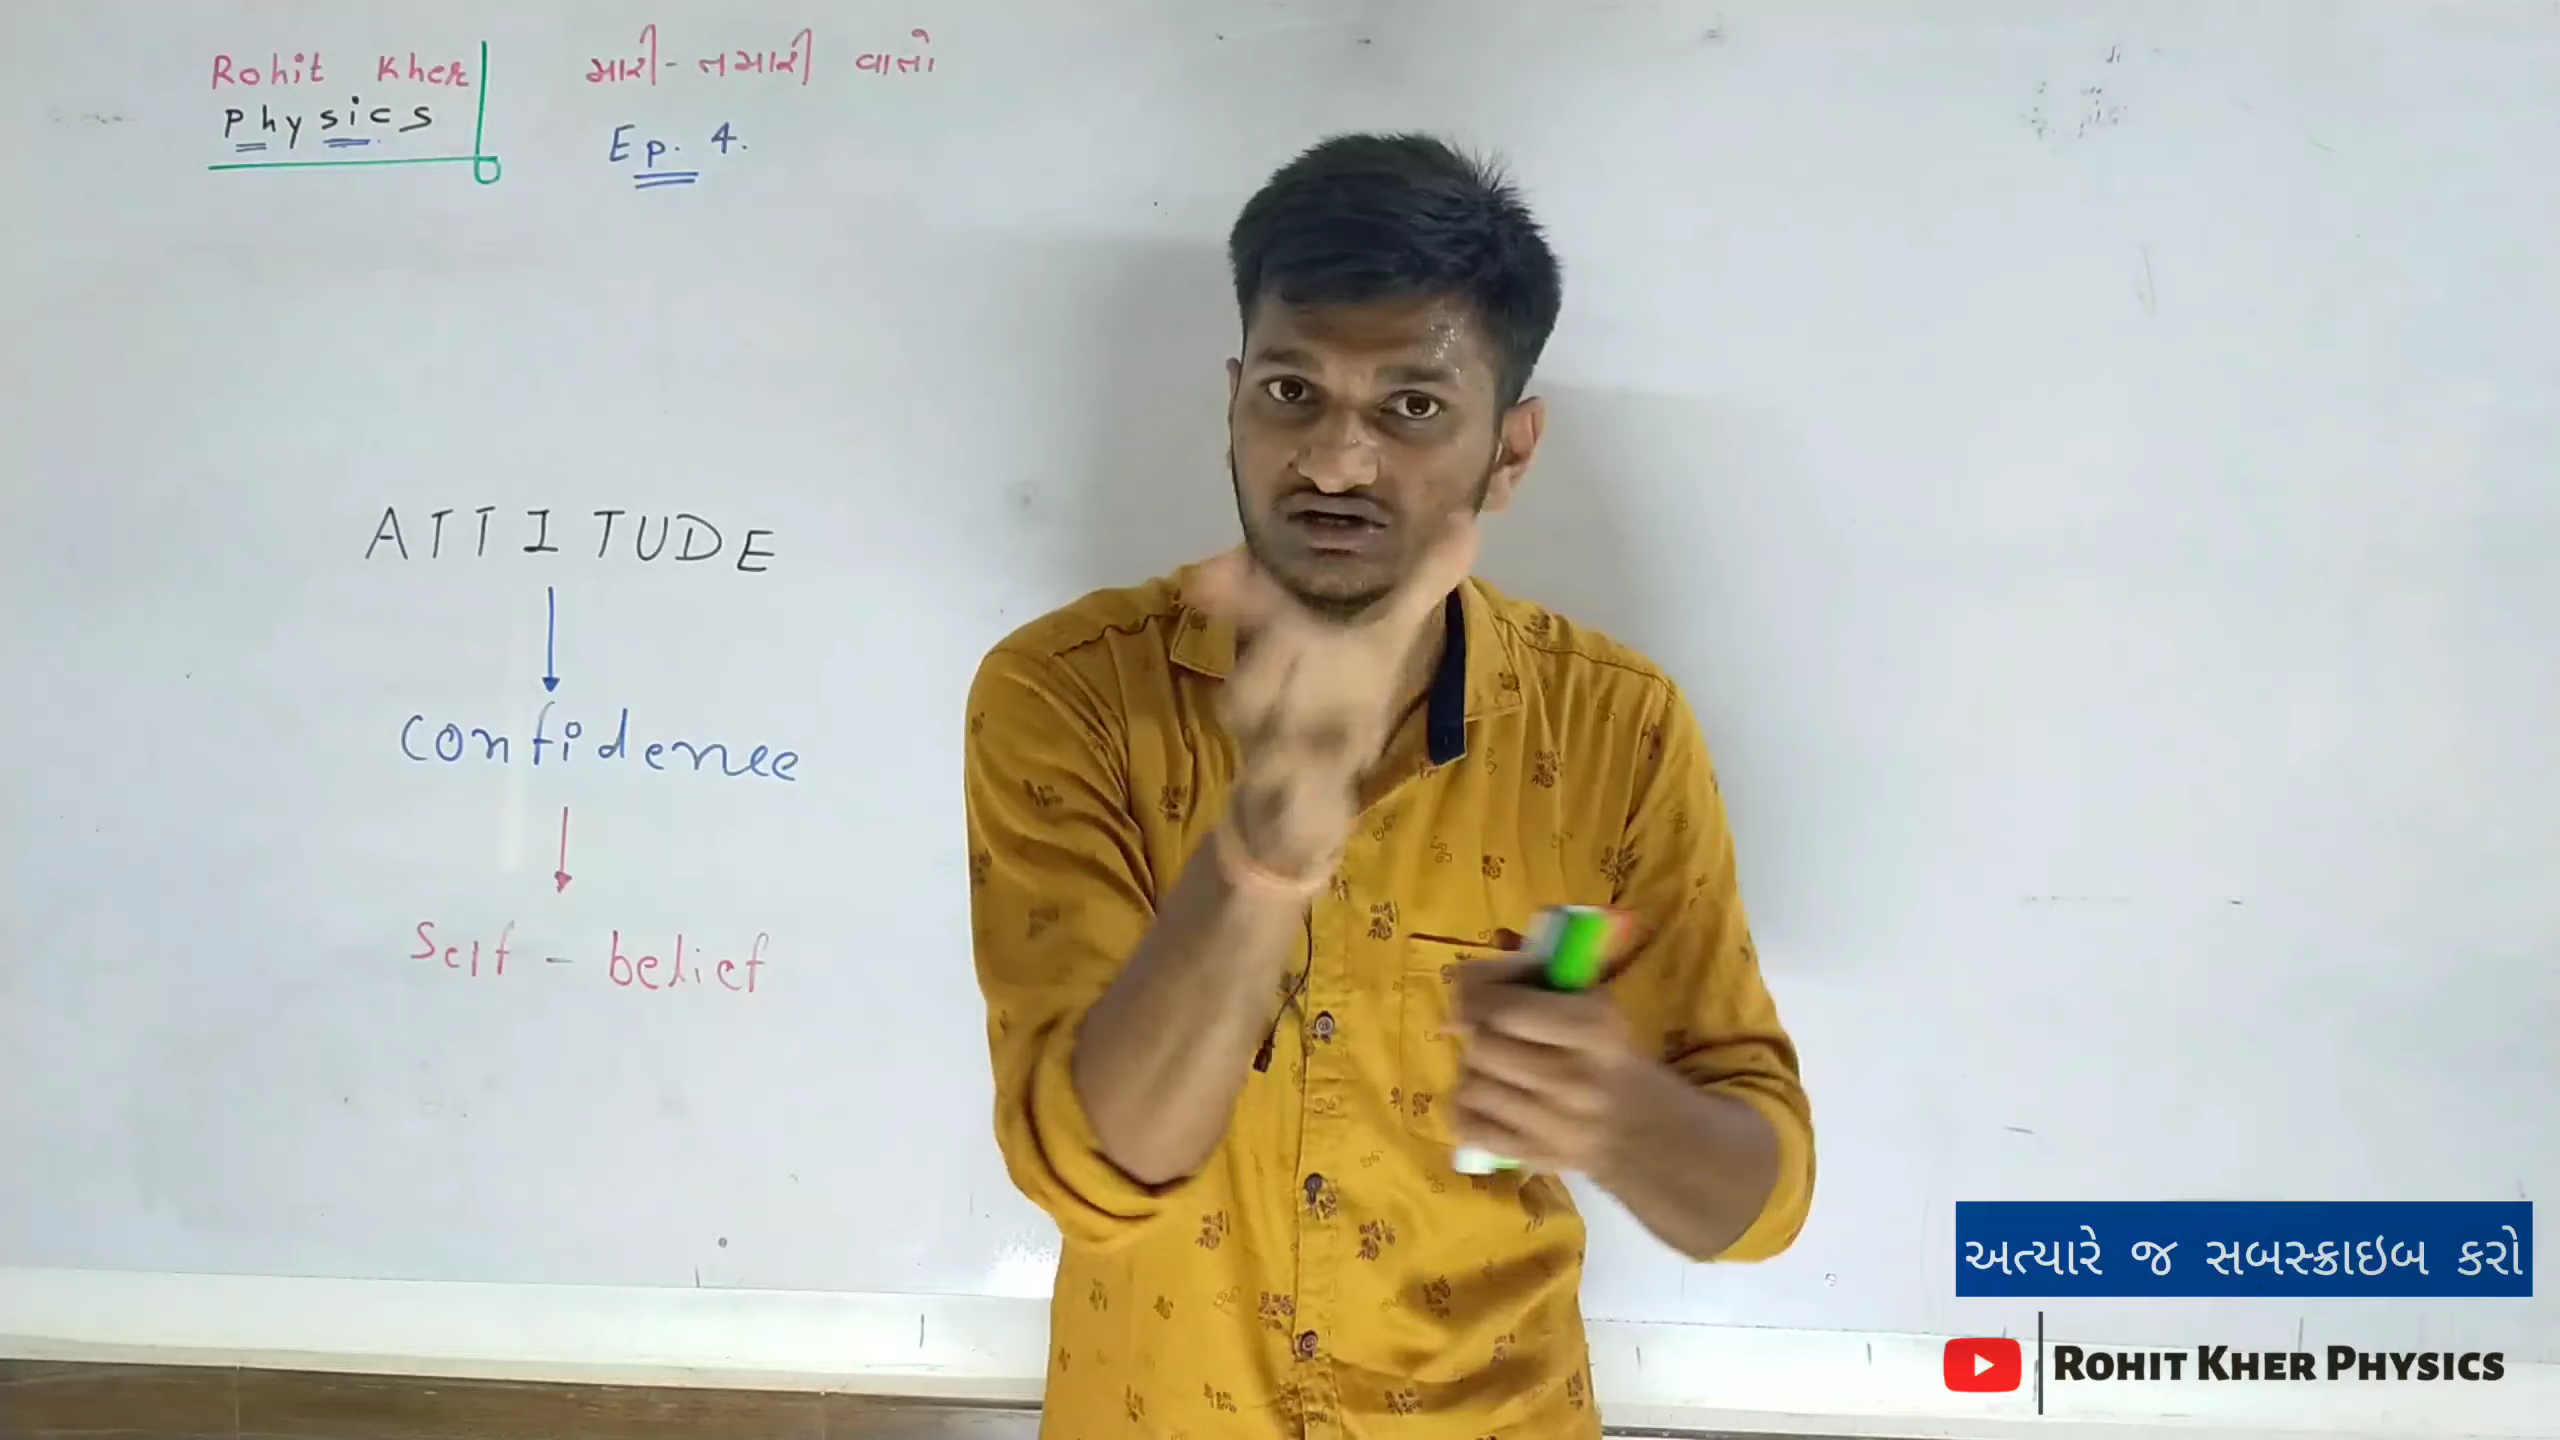 Rohit Kher
Physics
મારી-તમારી વાતો
Ep. 4.
ATTITUDE
confidence
self - belief
અત્યારે જ સબસ્ક્રાઇબ કરો
ROHIT KHER PHYSICS